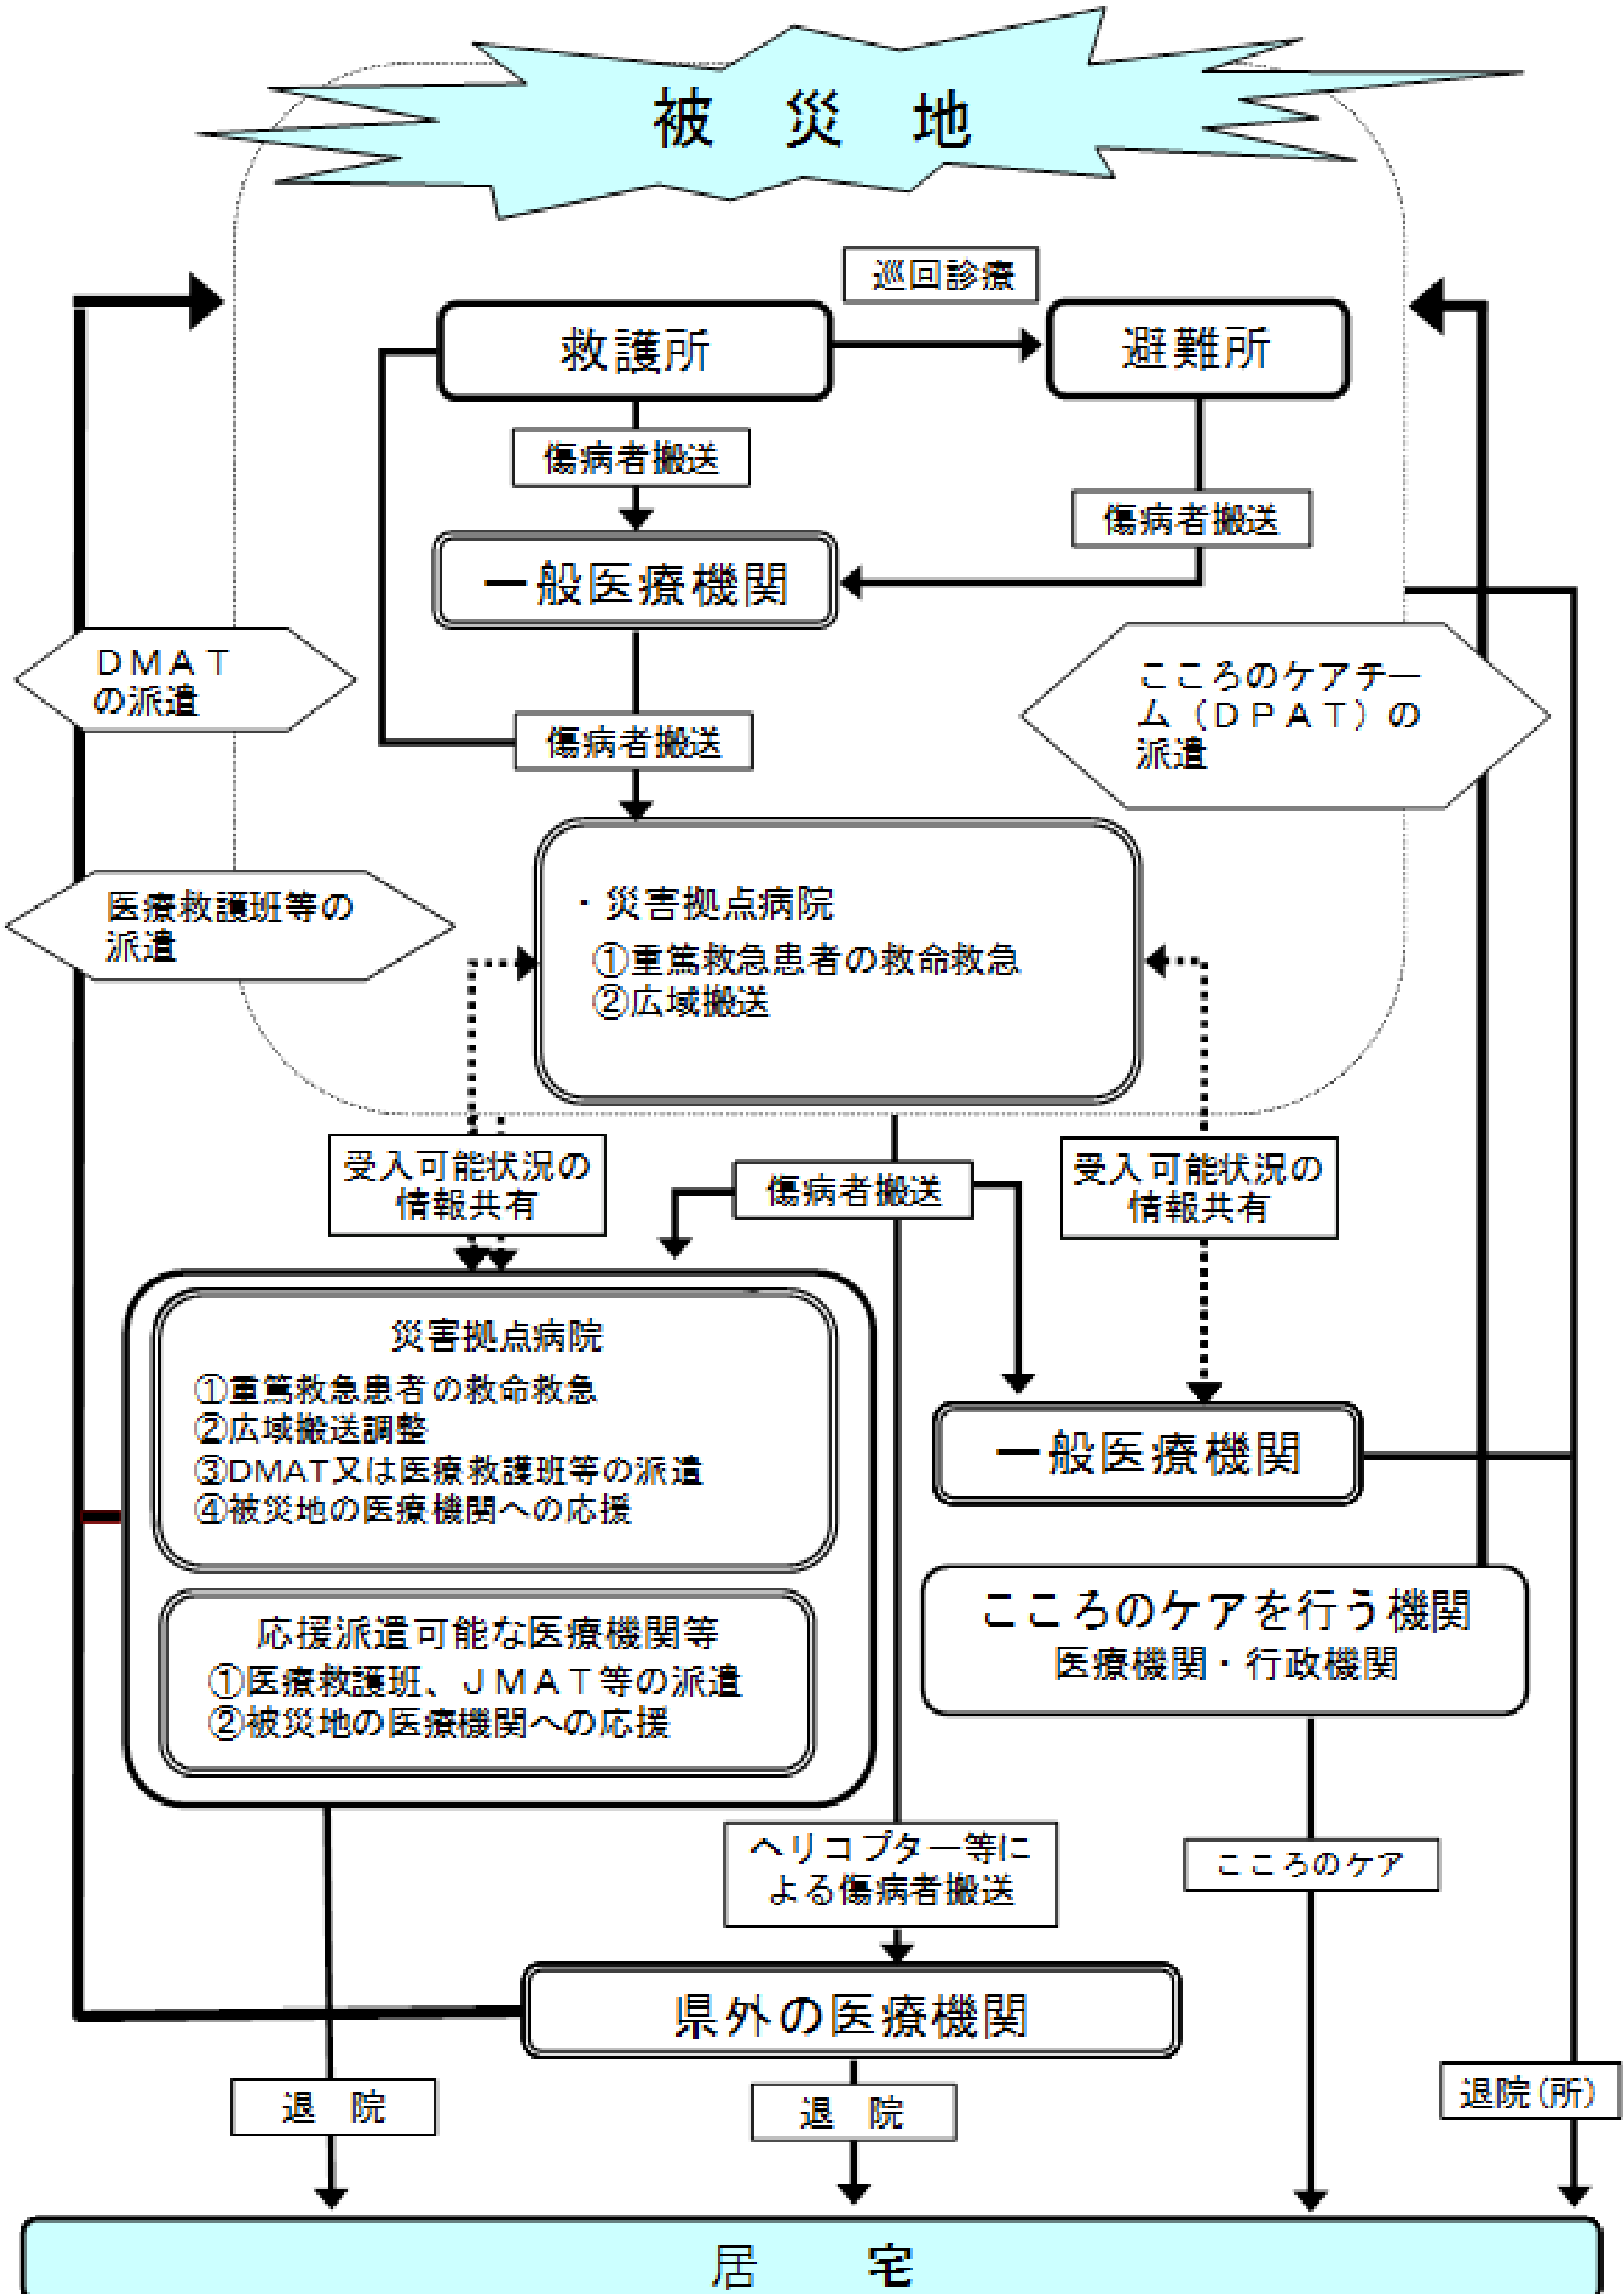 被 災 地
巡回診療
救護所
避難所
傷病者搬送
傷病者搬送
一般医療機関
DMAT
の派遣
こころのケアチー
ム(DPAT)の
派遣
傷病者搬送
医療救護班等の
派遣
・災害拠点病院
①重篤救急患者の救命救急
②広域搬送
受入可能状況の
情報共有
傷病者搬送
受入可能状況の
情報共有
災害拠点病院
①重篤救急患者の救命救急
②広域搬送調整
③DMAT又は医療救護班等の派遣
④被災地の医療機関への応援
一般医療機関
応援派遣可能な医療機関等
①医療救護班、JMAT等の派遣
②被災地の医療機関への応援
こころのケアを行う機関
医療機関・行政機関
ヘリコプター等に
よる傷病者搬送
こころのケア
県外の医療機関
退 院
退 院
退院(所)
居 宅